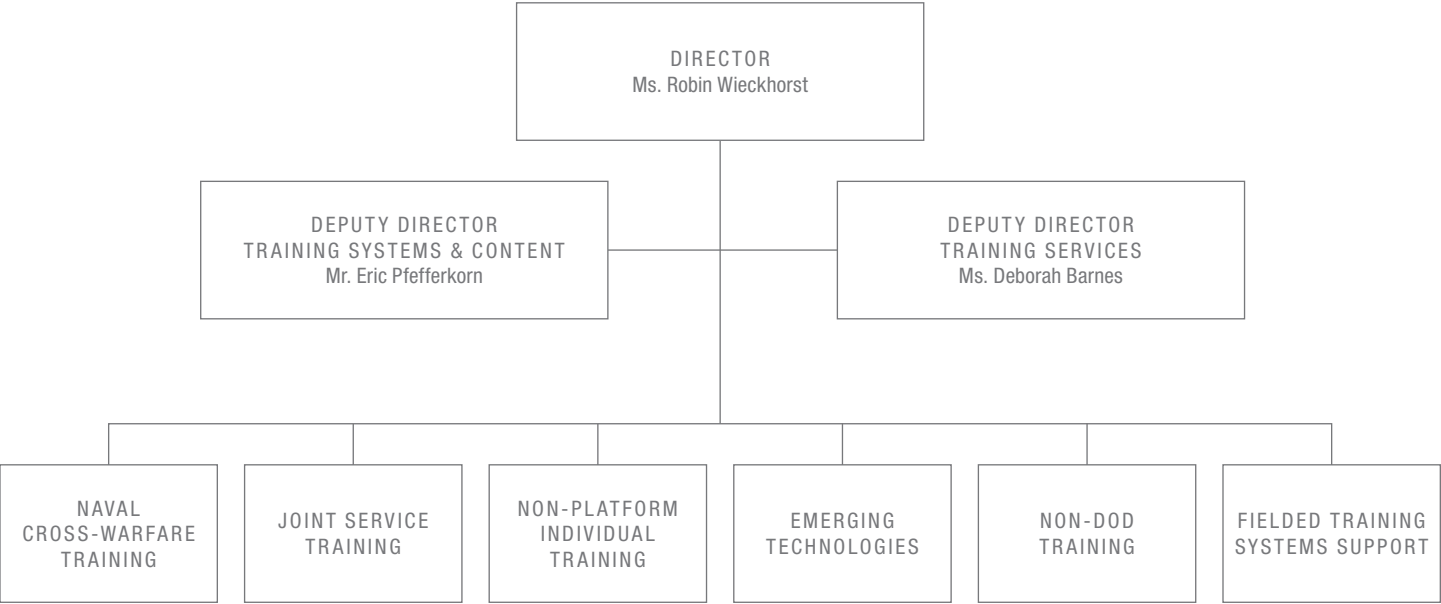 DIRECTOR
Ms. Robin Wieckhorst
DEPUTY DIRECTOR
TRAINING SYSTEMS & CONTENT
Mr. Eric Pfefferkorn
DEPUTY DIRECTOR
TRAINING SERVICES
Ms. Deborah Barnes
NAVAL
CROSS-WARFARE
TRAINING
JOINT SERVICE
TRAINING
NON-PLATFORM
INDIVIDUAL
TRAINING
EMERGING
TECHNOLOGIES
NON-DOD
TRAINING
FIELDED TRAINING
SYSTEMS SUPPORT